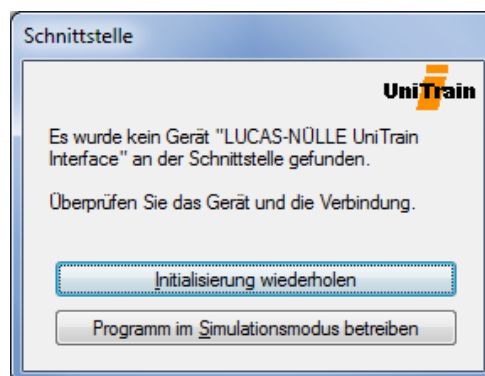 Schnittstelle
UniTrain
Es wurde kein Gerät "LUCAS-NÜLLE UniTrain
Interface" an der Schnittstelle gefunden.
Überprüfen Sie das Gerät und die Verbindung.
Initialisierung wiederholen
Programm im Simulationsmodus betreiben